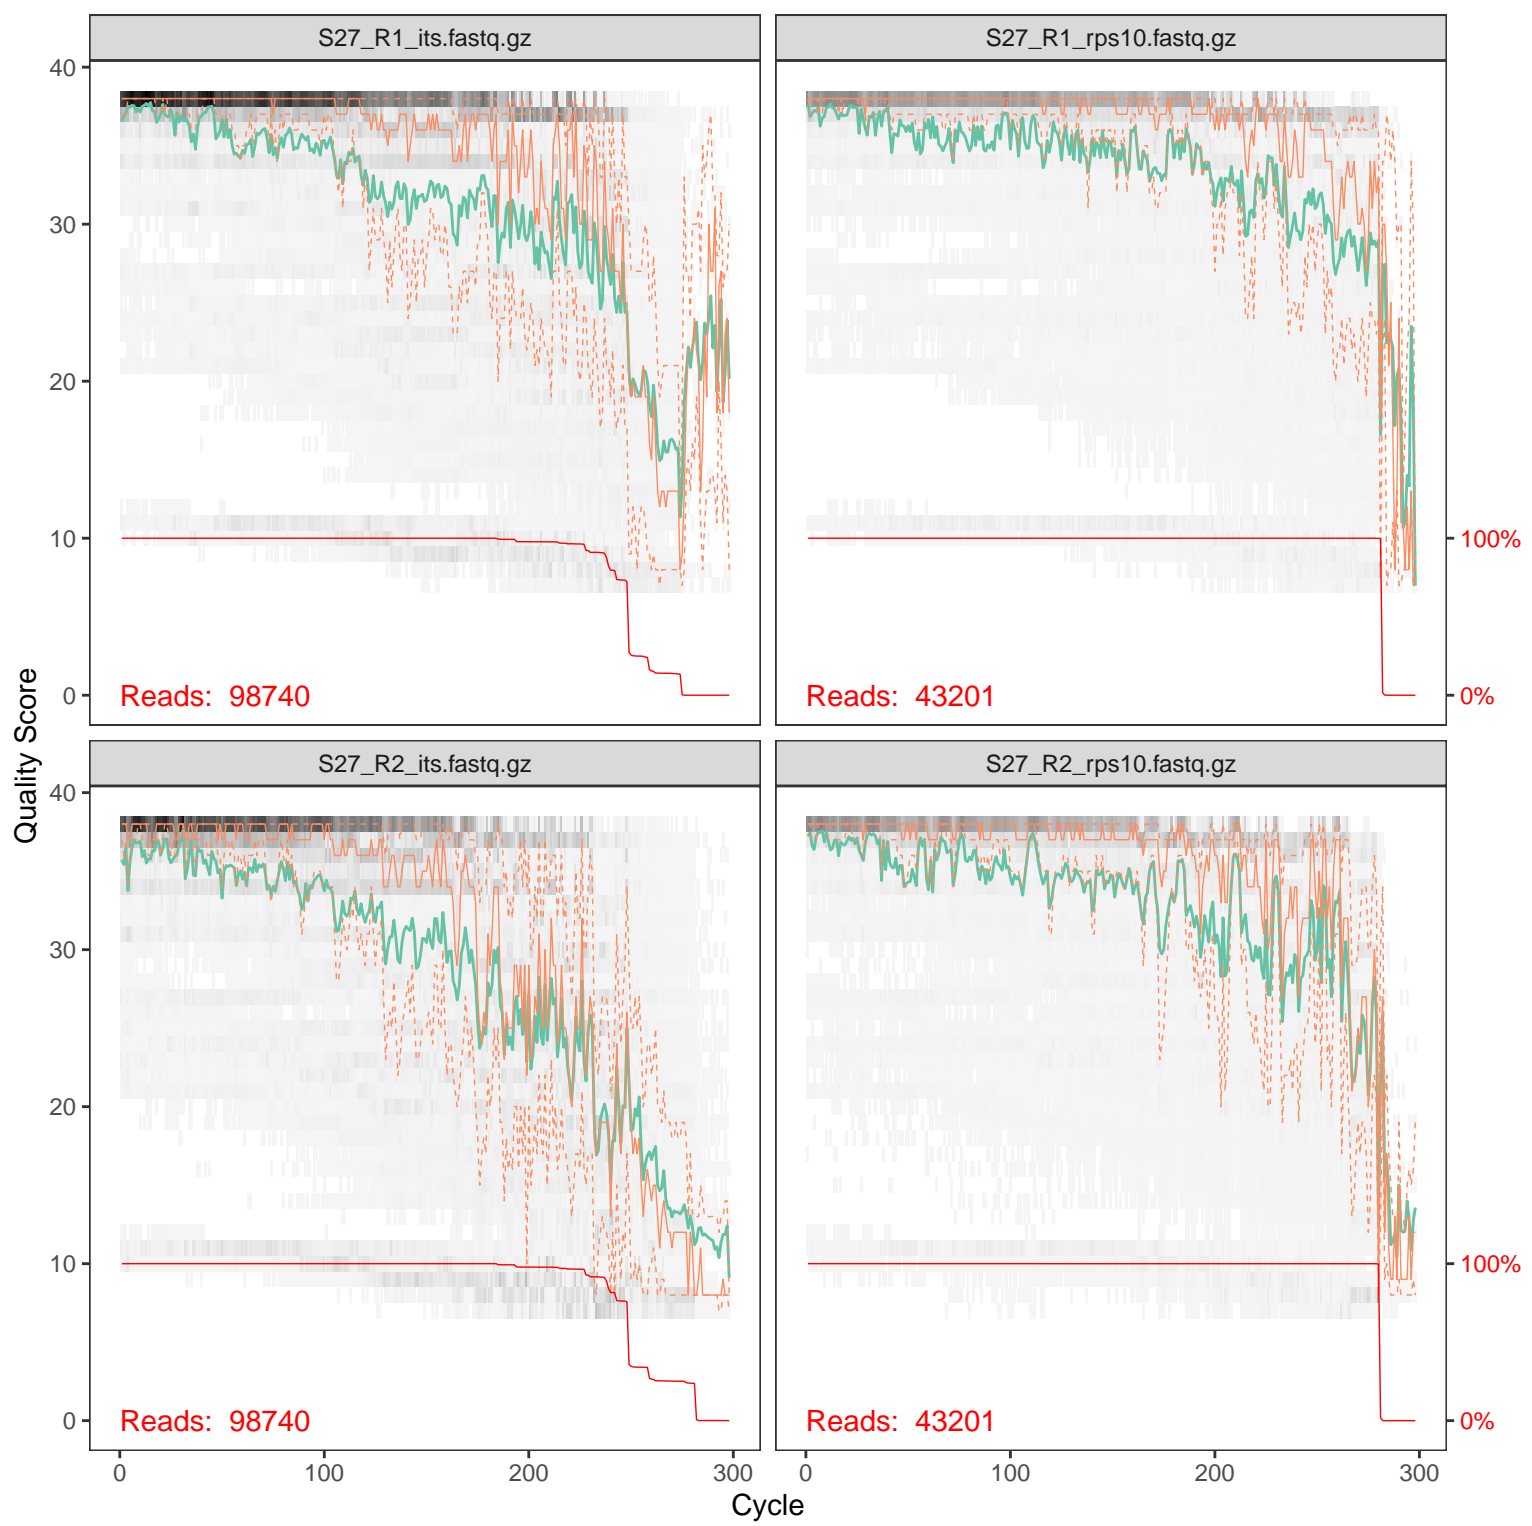 S27_R1_its.fastq.gz
S27_R1_rps10.fastq.gz
40
30
20
10
0
100%
0%
Reads: 98740
Reads: 43201
Quality Score
S27_R2_its.fastq.gz
S27_R2_rps10.fastq.gz
40
30
20
10
0
100%
0%
Reads: 98740
Reads: 43201
0 100 200 300
0 100 200 300
Cycle